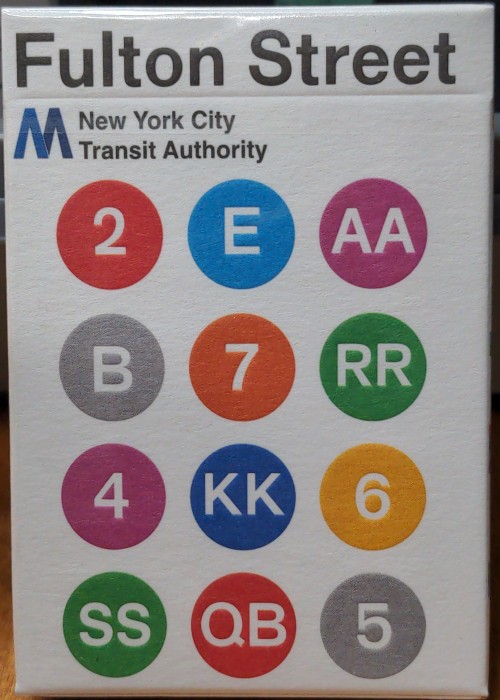 Fulton Street
New York City
Transit Authority
2 E AA
B 7 RR
4 KK 6
SS QB 5